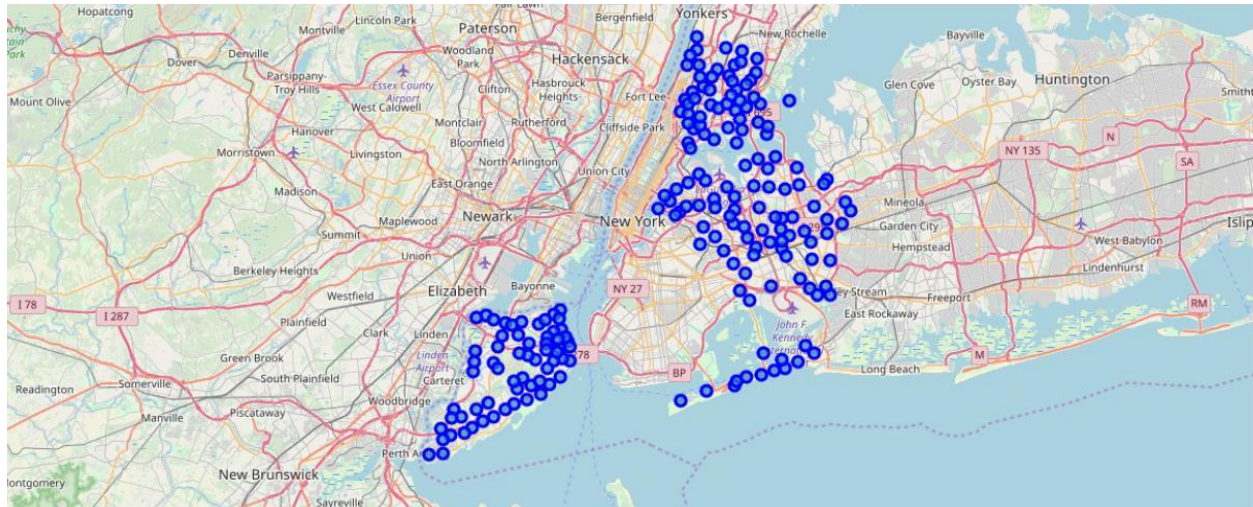 Hopatcong
Lincoln Park
Paterson
Bergenfield
Yonkers
Montville
Woodland
Park
New Rochelle
Bayville
Denville
Hackensack
Dover
Parsippany-
Troy Hills
Essex County
Airport
Clifton
Hasbrouck
Heights
Glen Cove
Oyster Bay
Huntington
Mount Olive
West Caldwell
Rutherford
Fort Lee
Montclair
Hanover
Bloomfield
Cliffside Park
N
Morristown
Livingston
North Arlington
NY 135
SA
Madison
East Orange
Union City
Mineola
Maplewood
Newark
New York
Garden City
Islip
Summit
West Babylon
Union
Hempstead
Berkeley Heights
Lindenhurst
Elizabeth
Bayonne
NY 27
Freeport
I 78
I 287
Westfield
East Rockaway
RM
Plainfield
Clark
Linden
John F.
Green Brook
Linden
Airport
78
M
South Plainfield
Carteret
BP
Long Beach
Readington
Somerville
Woodbridge
Manville
Piscataway
Perth
New Brunswick
Sayreville